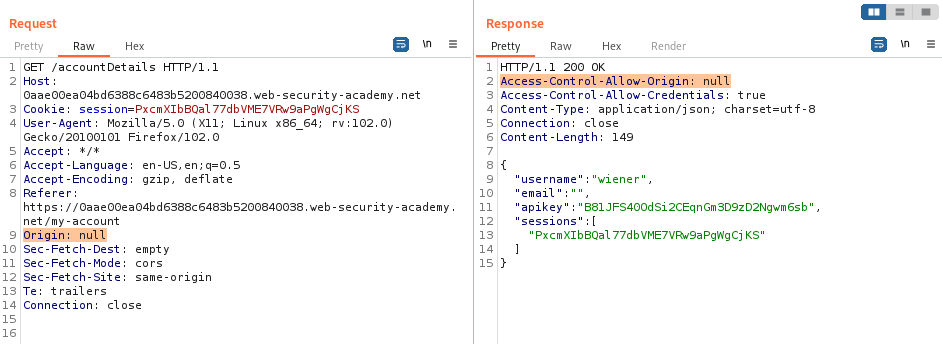 Request
Pretty Raw Hex
\n
1 GET /accountDetails HTTP/1.1
2 Host:
0aae00ea04bd6388c6483b5200840038.web-security-academy.net
3 Cookie: session=PxcmXIbBQal77dbVME7VRw9aPgWgCjKS
4 User-Agent: Mozilla/5.0 (X11; Linux x86_64; rv:102.0)
Gecko/20100101 Firefox/102.0
5 Accept: */*
6 Accept-Language: en-US,en;q=0.5
7 Accept-Encoding: gzip, deflate
8 Referer:
https://0aae00ea04bd6388c6483b5200840038.web-security-academy.
net/my-account
9 Origin: null
10 Sec-Fetch-Dest: empty
11 Sec-Fetch-Mode: cors
12 Sec-Fetch-Site: same-origin
13 Te: trailers
14 Connection: close
15
16
Response
Pretty Raw Hex Render
\n
1 HTTP/1.1 200 OK
2 Access-Control-Allow-Origin: null
3 Access-Control-Allow-Credentials: true
4 Content-Type: application/json; charset=utf-8
5 Connection: close
6 Content-Length: 149
7
8 {
9 "username":"wiener",
10 "email":"",
11 "apikey":"B81JFS400dSi2CEqnGm3D9zD2Ngwm6sb",
12 "sessions":[
13 "PxcmXIbBQal77dbVME7VRw9aPgWgCjKS"
14 ]
15 }